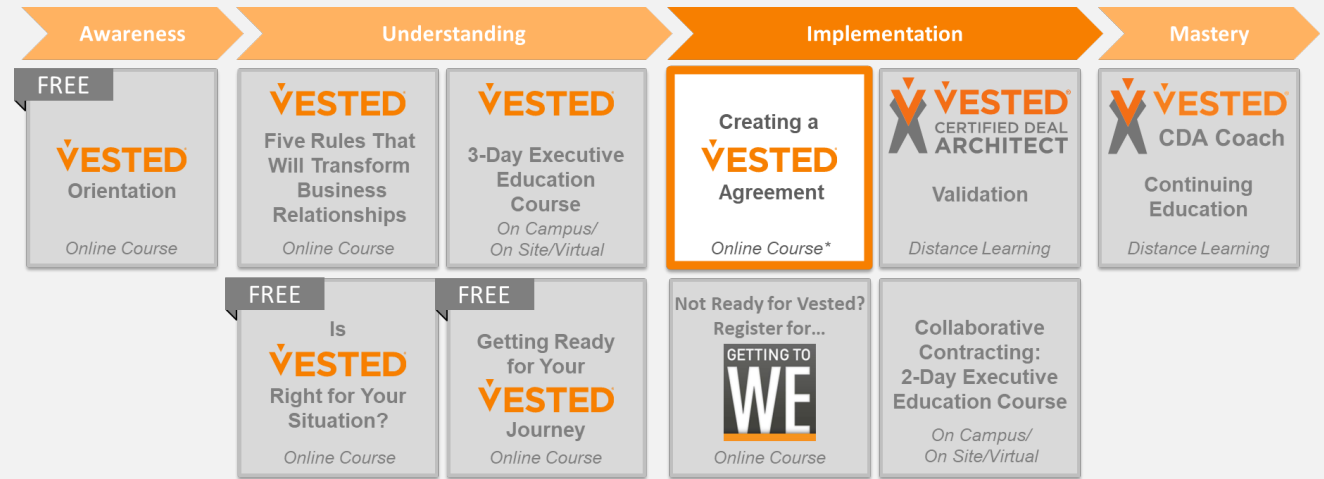 Awareness
Understanding
Implementation
Mastery
FREE
VESTED
Orientation
Online Course
VESTED®
Five Rules That
Will Transform
Business
Relationships
Online Course
VESTED®
3-Day Executive
Education
Course
On Campus/
On Site/Virtual
Creating a
VESTED®
Agreement
Online Course*
VESTED®
CERTIFIED DEAL
ARCHITECT
Validation
Distance Learning
VESTED®
CDA Coach
Continuing
Education
Distance Learning
FREE
Is
VESTED®
Right for Your
Situation?
Online Course
FREE
Getting Ready
for Your
VESTED®
Journey
Online Course
Not Ready for Vested?
Register for...
GETTING TO
WE
Online Course
Collaborative
Contracting:
2-Day Executive
Education Course
On Campus/
On Site/Virtual